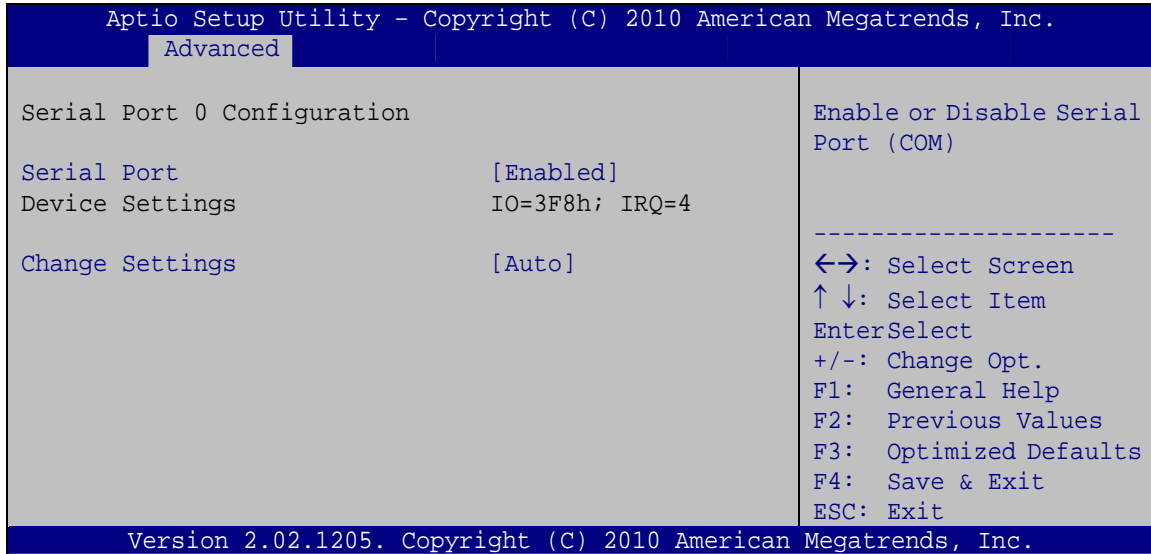 Aptio Setup Utility – Copyright (C) 2010 American Megatrends, Inc.
Advanced
Serial Port 0 Configuration
Serial Port [Enabled]
Device Settings IO=3F8h; IRQ=4
Change Settings [Auto]
Enable or Disable Serial
Port (COM)
---------------------
←→: Select Screen
↑ ↓: Select Item
EnterSelect
+/-: Change Opt.
F1: General Help
F2: Previous Values
F3: Optimized Defaults
F4: Save & Exit
ESC: Exit
Version 2.02.1205. Copyright (C) 2010 American Megatrends, Inc.